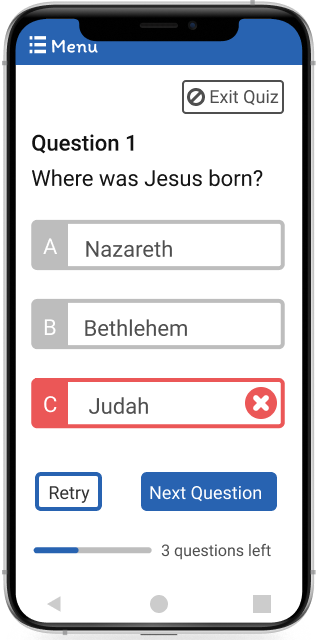 Menu
Exit Quiz
Question 1
Where was Jesus born?
A Nazareth
B Bethlehem
C Judah
Retry Next Question
3 questions left